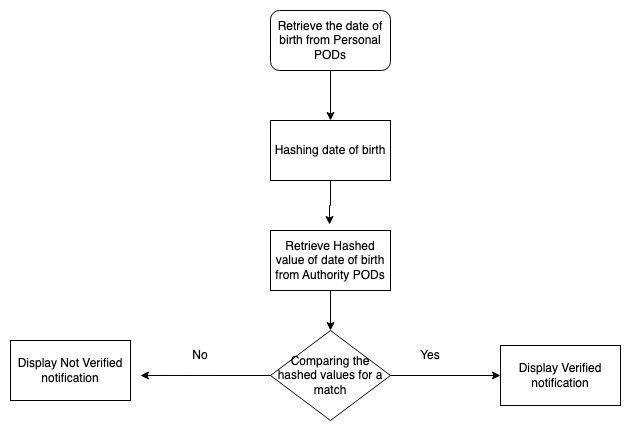 Retrieve the date of
birth from Personal
PODs
Hashing date of birth
Retrieve Hashed
value of date of birth
from Authority PODs
No
Yes
Comparing the
hashed values for a
match
Display Not Verified
notification
Display Verified
notification